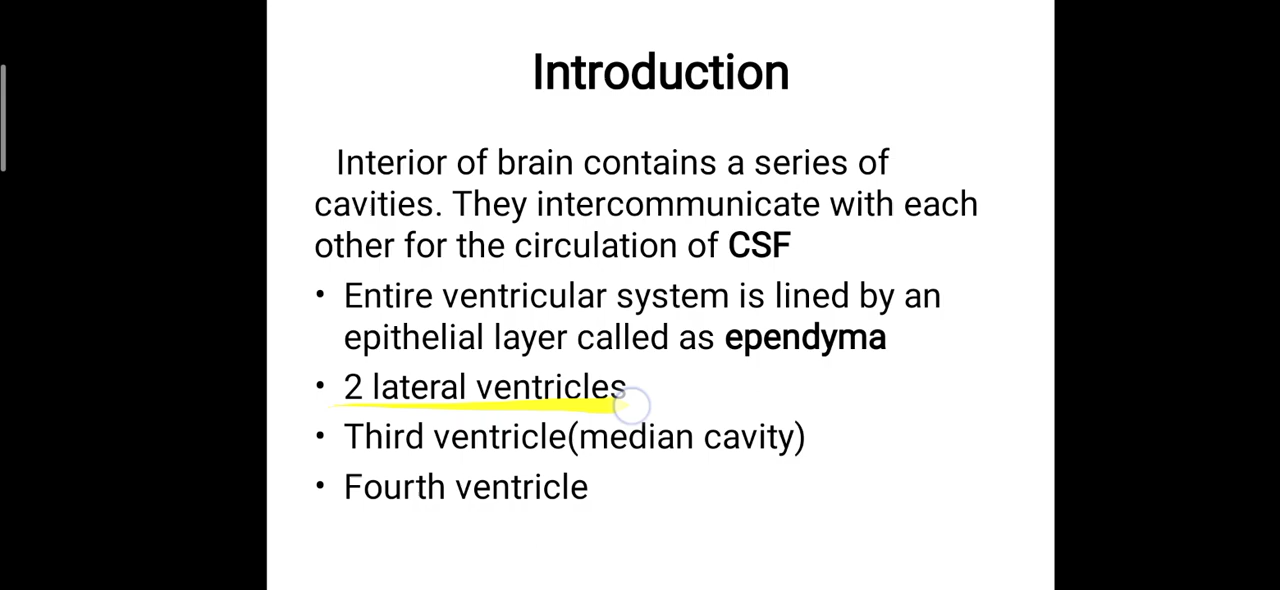 Introduction
Interior of brain contains a series of
cavities. They intercommunicate with each
other for the circulation of CSF
• Entire ventricular system is lined by an
epithelial layer called as ependyma
• 2 lateral ventricles
• Third ventricle(median cavity)
• Fourth ventricle